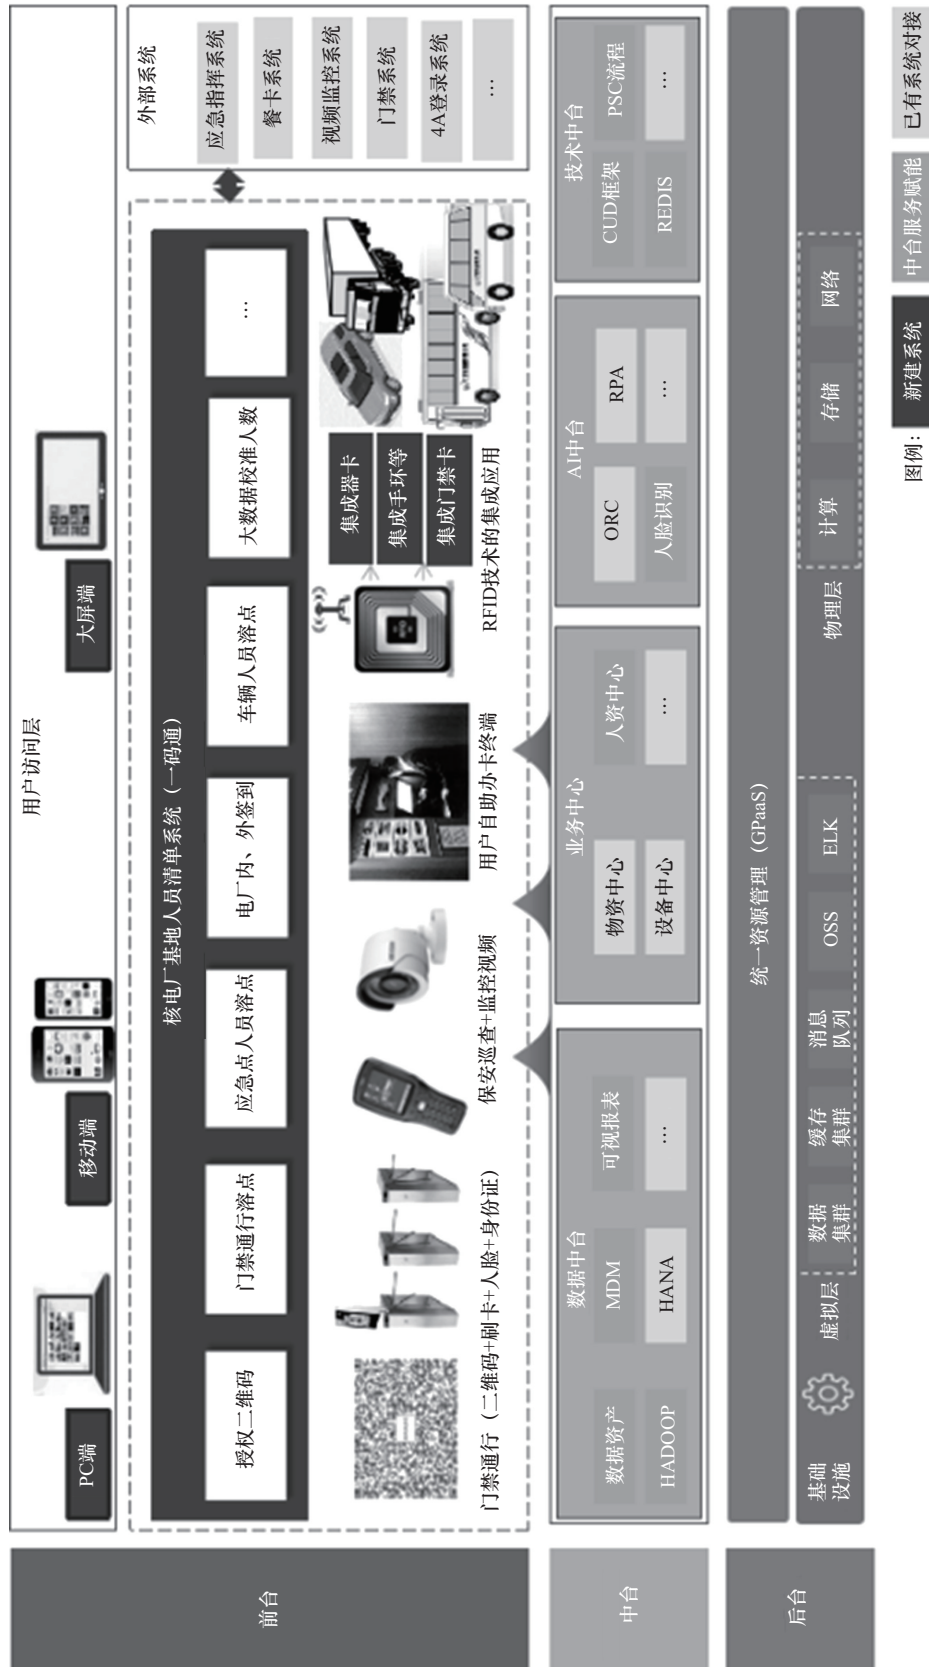 用户访问层
PC端
移动端
大屏端
前台
核电厂基地人员清单系统（一码通）
授权二维码
门禁通行溶点
应急点人员溶点
电厂内、外签到
车辆人员溶点
大数据校准人数
…
门禁通行（二维码+刷卡+人脸+身份证）
保安巡查+监控视频
用户自助办卡终端
集成器卡
集成手环等
集成门禁卡
RFID技术的集成应用
外部系统
应急指挥系统
餐卡系统
视频监控系统
门禁系统
4A登录系统
…
中台
数据中台
数据资产
MDM
可视报表
HADOOP
HANA
…
业务中心
物资中心
人资中心
设备中心
…
AI中台
ORC
RPA
人脸识别
…
技术中台
CUD框架
PSC流程
REDIS
…
后台
统一资源管理（GPaaS）
基础
设施
虚拟层
数据
集群
缓存
集群
消息
队列
OSS
ELK
物理层
计算
存储
网络
图例：
新建系统
中台服务赋能
已有系统对接